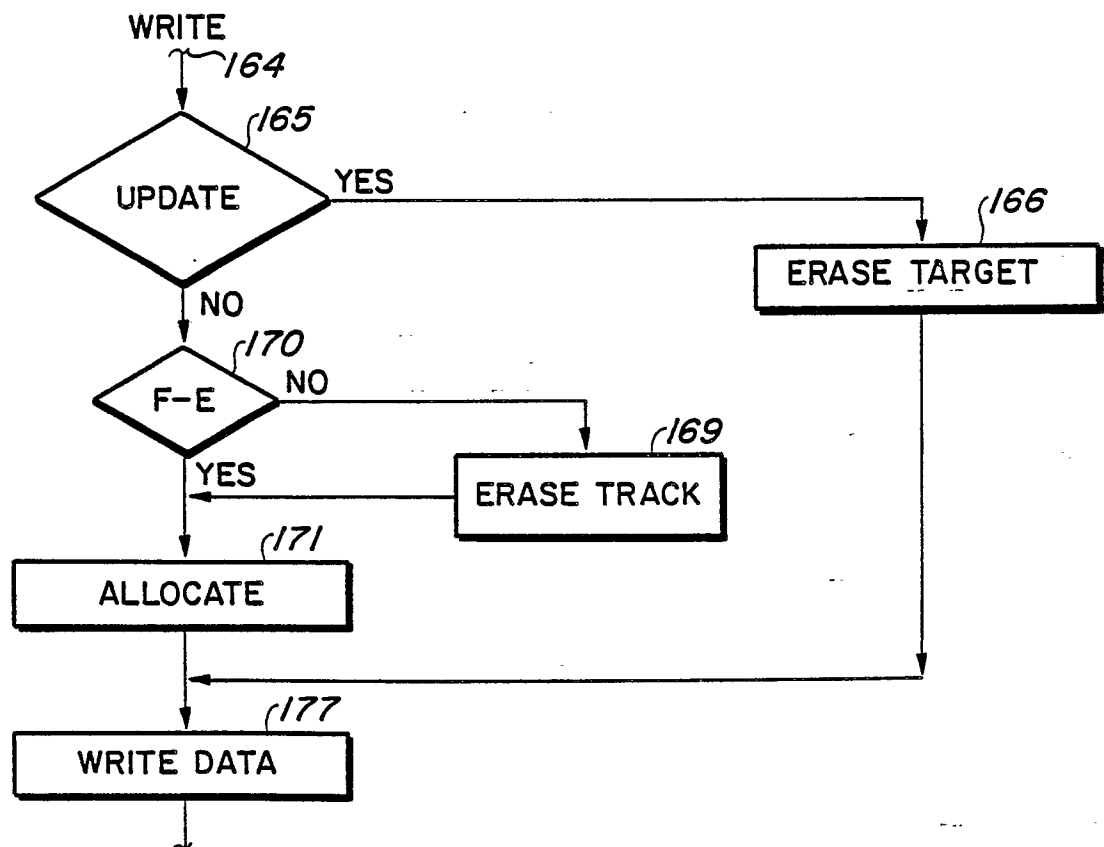 WRITE
164
165
UPDATE
YES
166
ERASE TARGET
NO
170
F-E
NO
169
YES
ERASE TRACK
171
ALLOCATE
177
WRITE DATA